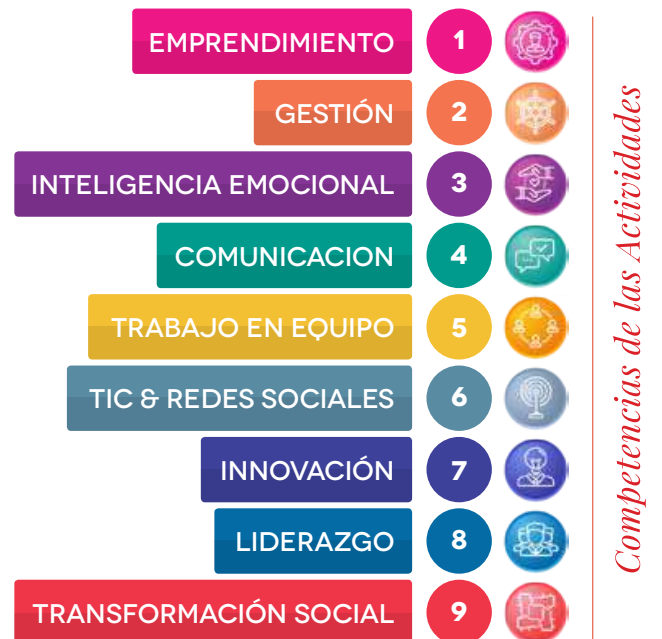 EMPRENDIMIENTO 1
GESTIÓN 2
INTELIGENCIA EMOCIONAL 3
COMUNICACION 4
TRABAJO EN EQUIPO 5
TIC & REDES SOCIALES 6
INNOVACIÓN 7
LIDERAZGO 8
TRANSFORMACIÓN SOCIAL 9
Competencias de las Actividades